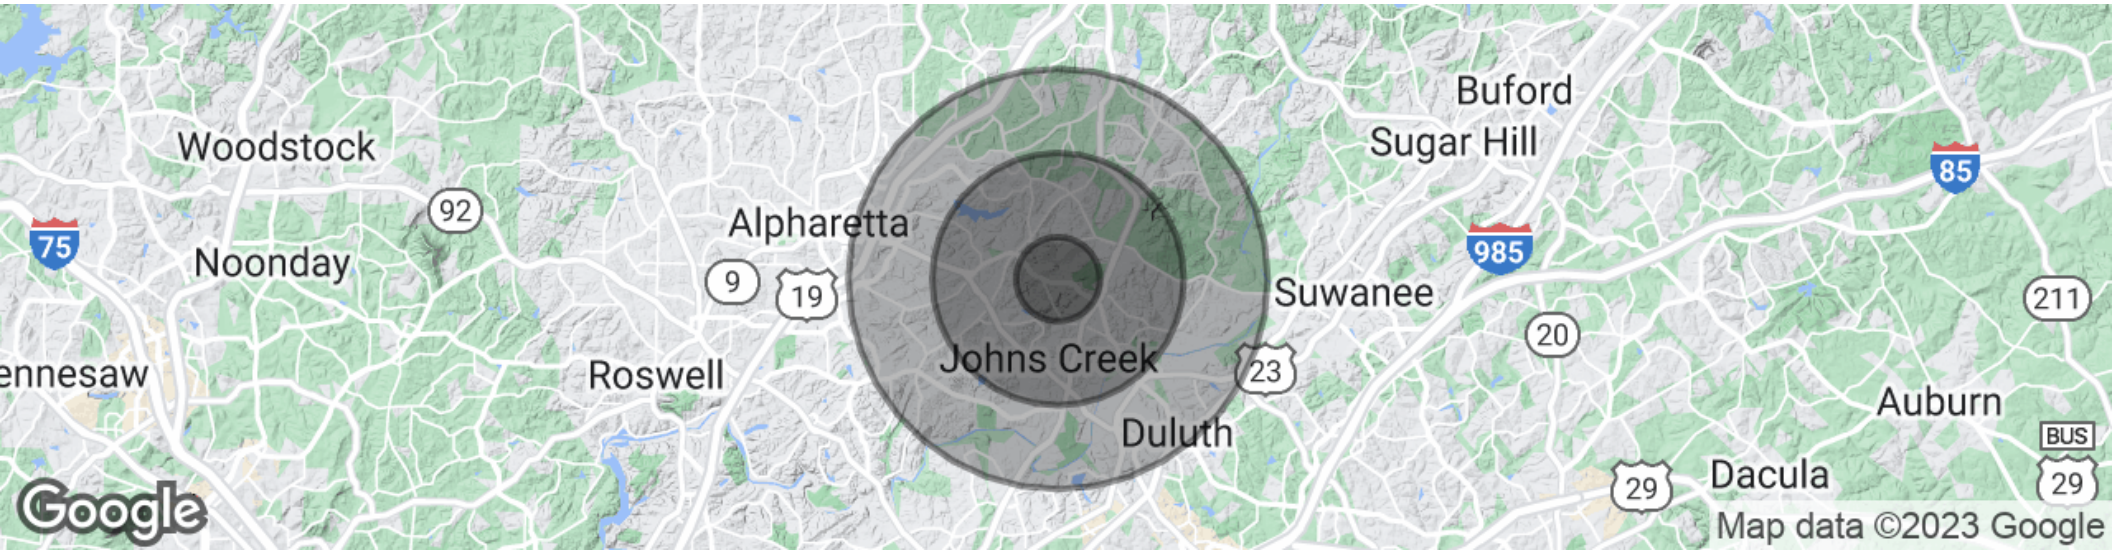 Buford
Sugar Hill
Woodstock
85
92
Alpharetta
75
985
Noonday
9
19
Suwanee
211
20
Johns Creek
ennesaw
Roswell
23
Auburn
Duluth
BUS
29
Dacula
29
Google
Map data ©2023 Google